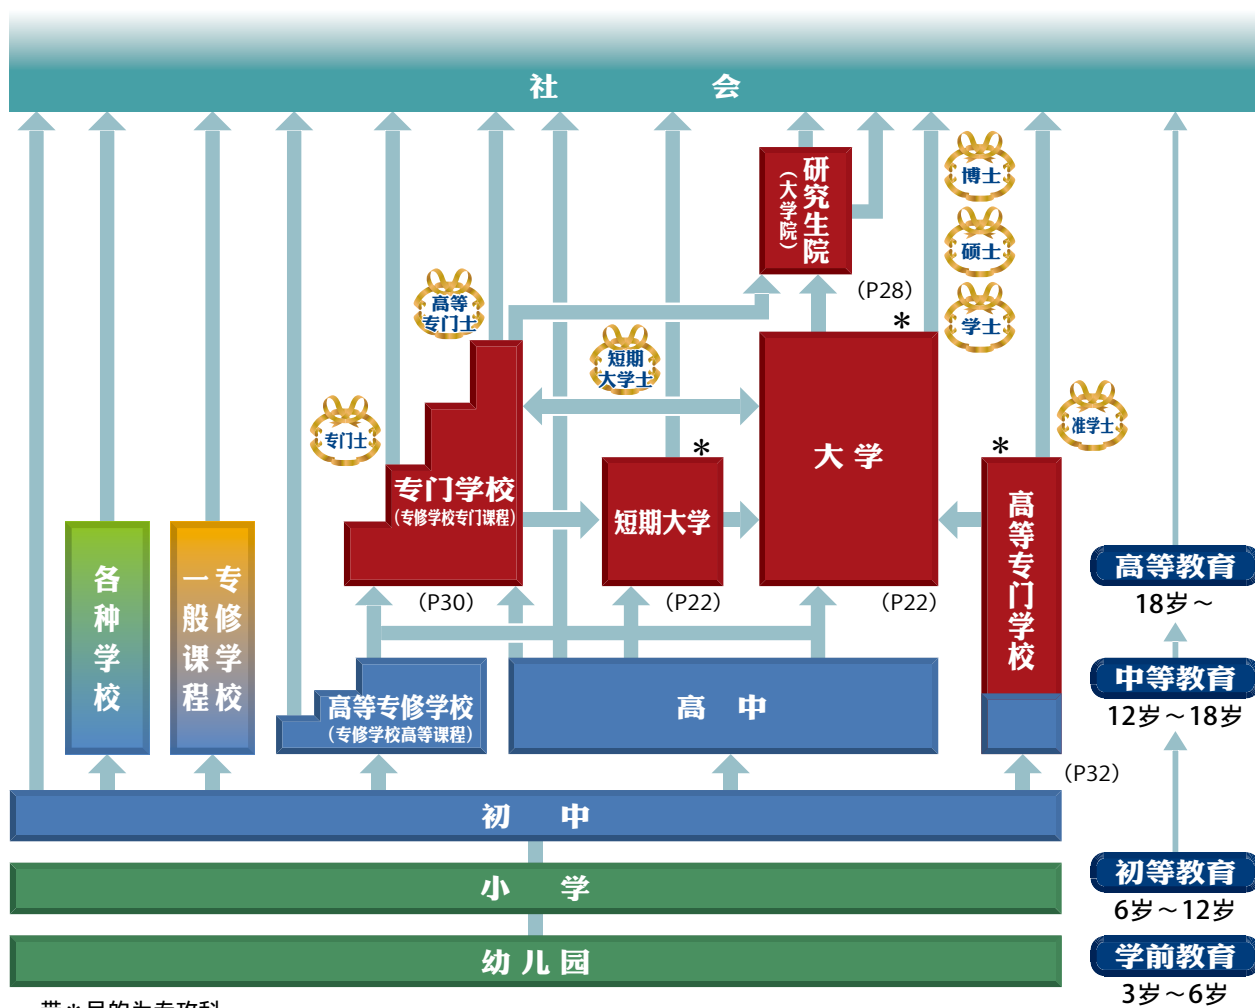 社会
博士
研究生院
（大学院）
硕士
（P28）
高等
专门士
＊
学士
短期
大学士
专门士
准学士
＊
＊
大学
专门学校
（专修学校专门课程）
短期大学
高等专门学校
各种学校
专修学校
一般课程
高等教育
18岁～
（P30）
（P22）
（P22）
高等专修学校
（专修学校高等课程）
高中
中等教育
12岁～18岁
（P32）
初中
小学
初等教育
6岁～12岁
幼儿园
学前教育
3岁～6岁